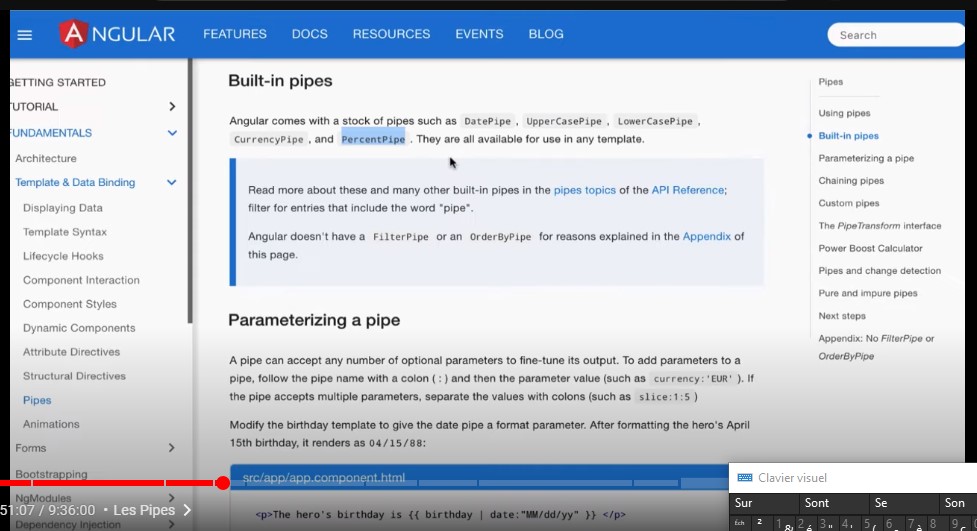 ANGULAR FEATURES DOCS RESOURCES EVENTS BLOG Search
GETTING STARTED
TUTORIAL
FUNDAMENTALS
Architecture
Template & Data Binding
Displaying Data
Template Syntax
Lifecycle Hooks
Component Interaction
Component Styles
Dynamic Components
Attribute Directives
Structural Directives
Pipes
Animations
Forms
Bootstrapping
NgModules
Dependency Injection
Built-in pipes
Angular comes with a stock of pipes such as DatePipe , UpperCasePipe , LowerCasePipe ,
CurrencyPipe , and PercentPipe . They are all available for use in any template.
Read more about these and many other built-in pipes in the pipes topics of the API Reference;
filter for entries that include the word "pipe".
Angular doesn't have a FilterPipe or an OrderByPipe for reasons explained in the Appendix of
this page.
Parameterizing a pipe
A pipe can accept any number of optional parameters to fine-tune its output. To add parameters to a
pipe, follow the pipe name with a colon ( : ) and then the parameter value (such as currency:'EUR' ). If
the pipe accepts multiple parameters, separate the values with colons (such as slice:1:5 )
Modify the birthday template to give the date pipe a format parameter. After formatting the hero's April
15th birthday, it renders as 04/15/88:
src/app/app.component.html
<p>The hero's birthday is {{ birthday | date:"MM/dd/yy" }} </p>
Pipes
Using pipes
Built-in pipes
Parameterizing a pipe
Chaining pipes
Custom pipes
The PipeTransform interface
Power Boost Calculator
Pipes and change detection
Pure and impure pipes
Next steps
Appendix: No FilterPipe or
OrderByPipe
51:07 / 9:36:00 • Les Pipes
Clavier visuel
Sur Sont Se Son
Éch ² 1 & 2 é 3 " 4 ' 5 ( 6 - 7 è 8 _ 9